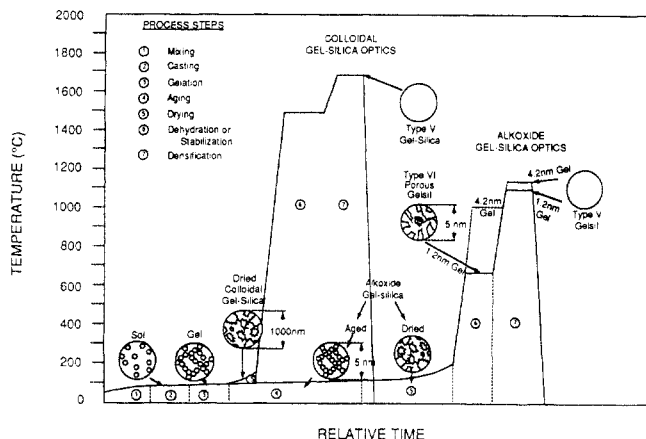 2000
1800
1600
1400
1200
1000
800
600
400
200
0
TEMPERATURE (°C)
PROCESS STEPS
1 Mixing
2 Casting
3 Gelation
4 Aging
5 Drying
6 Dehydration or
Stabilization
7 Densification
COLLOIDAL
GEL-SILICA OPTICS
Type V
Gel-Silica
ALKOXIDE
GEL-SILICA OPTICS
4.2nm Gel
1.2nm
Gel
Type V
Gelsil
Type VI
Porous
Gelsil
5 nm
4.2nm
Gel
1.2nm Gel
6
7
6
7
Dried
Colloidal
Gel-Silica
1000nm
Alkoxide
Gel-silica
Sol
Gel
Aged
5 nm
Dried
1
2
3
4
5
RELATIVE TIME